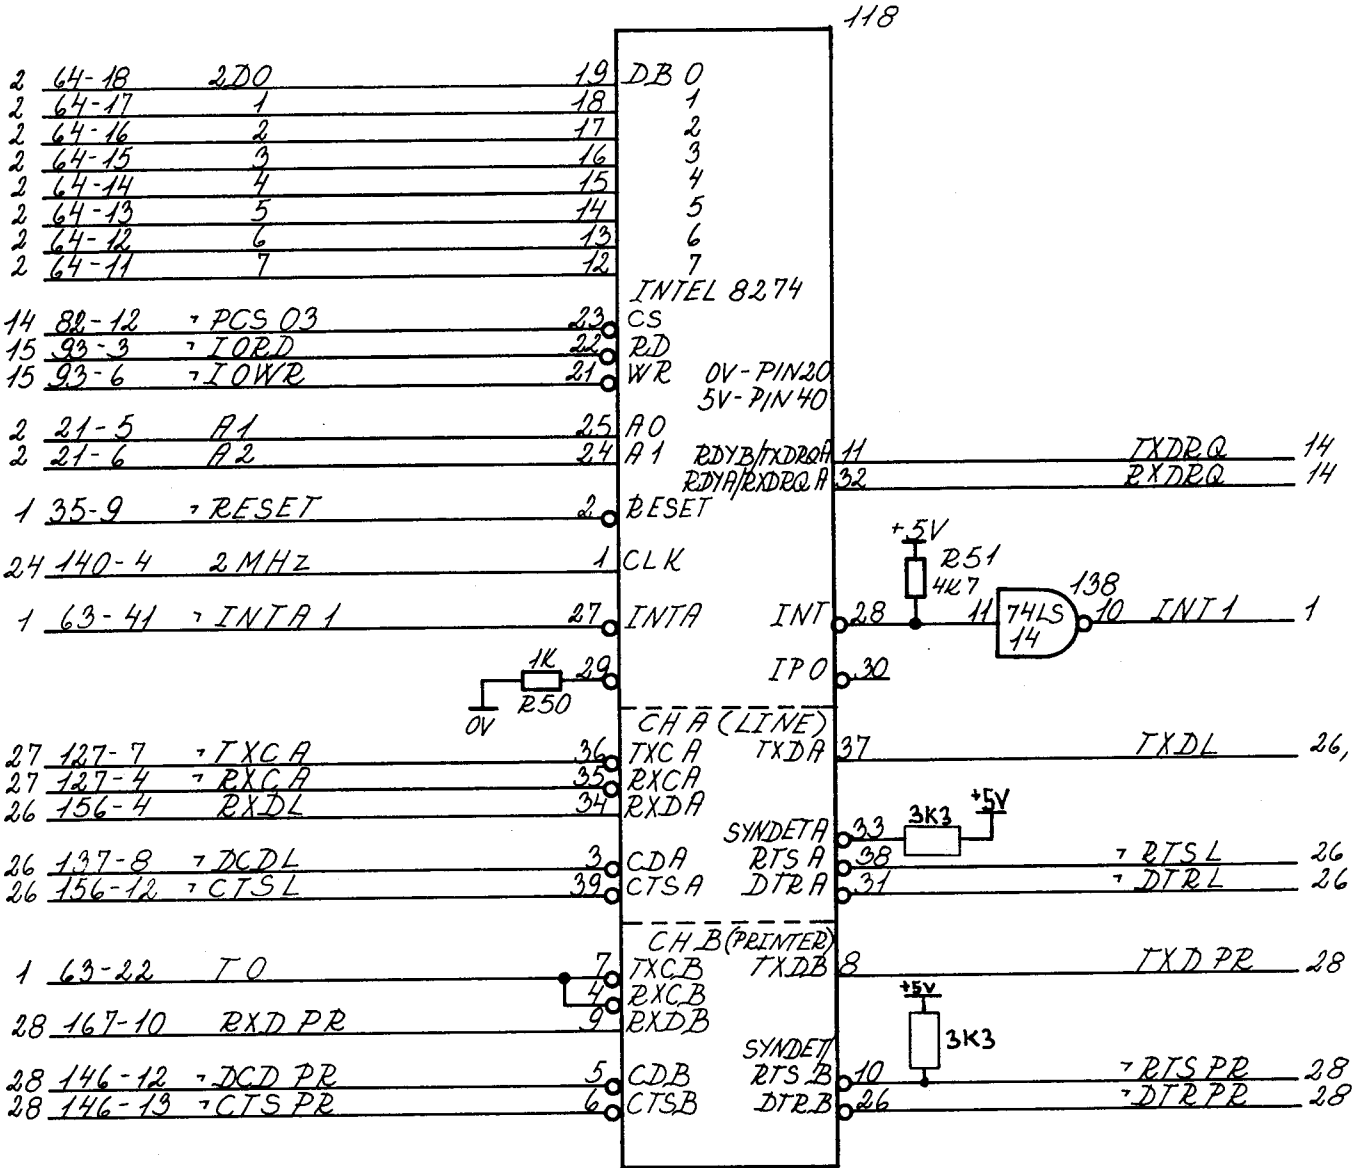 118
2 64-18 2D0 19 DB 0
2 64-17 1 18 1
2 64-16 2 17 2
2 64-15 3 16 3
2 64-14 4 15 4
2 64-13 5 14 5
2 64-12 6 13 6
2 64-11 7 12 7
INTEL 8274
14 82-12 ¬ PCS 03 23 CS
15 93-3 ¬ IORD 22 RD
15 93-6 ¬ IOWR 21 WR 0V-PIN20
5V-PIN40
2 21-5 A1 25 A0
2 21-6 A2 24 A1 RDYB/TXDRQA 11 TXDRQ 14
RDYA/RXDRQA 32 RXDRQ 14
1 35-9 ¬ RESET 2 RESET
+5V
R51
4K7
24 140-4 2 MHz 1 CLK
138
1 63-41 ¬ INTA 1 27 INTA INT 28 11 74LS 10 INT 1 1
14
1K 29 IPO 30
R50
0V
CH A (LINE)
27 127-7 ¬ TXCA 36 TXCA TXDA 37 TXDL 26,
27 127-4 ¬ RXCA 35 RXCA
26 156-4 RXDL 34 RXDA
+5V
3K3
SYNDETA 33
26 137-8 ¬ DCDL 3 CDA RTSA 38 ¬ RTSL 26
26 156-12 ¬ CTSL 39 CTSA DTRA 31 ¬ DTRL 26
CH B (PRINTER)
1 63-22 T0 7 TXCB TXDB 8 TXD PR 28
4 RXCB
+5V
28 167-10 RXD PR 9 RXDB
3K3
SYNDET/
28 146-12 ¬ DCD PR 5 CDB RTSB 10 ¬ RTS PR 28
28 146-13 ¬ CTS PR 6 CTSB DTRB 26 ¬ DTR PR 28